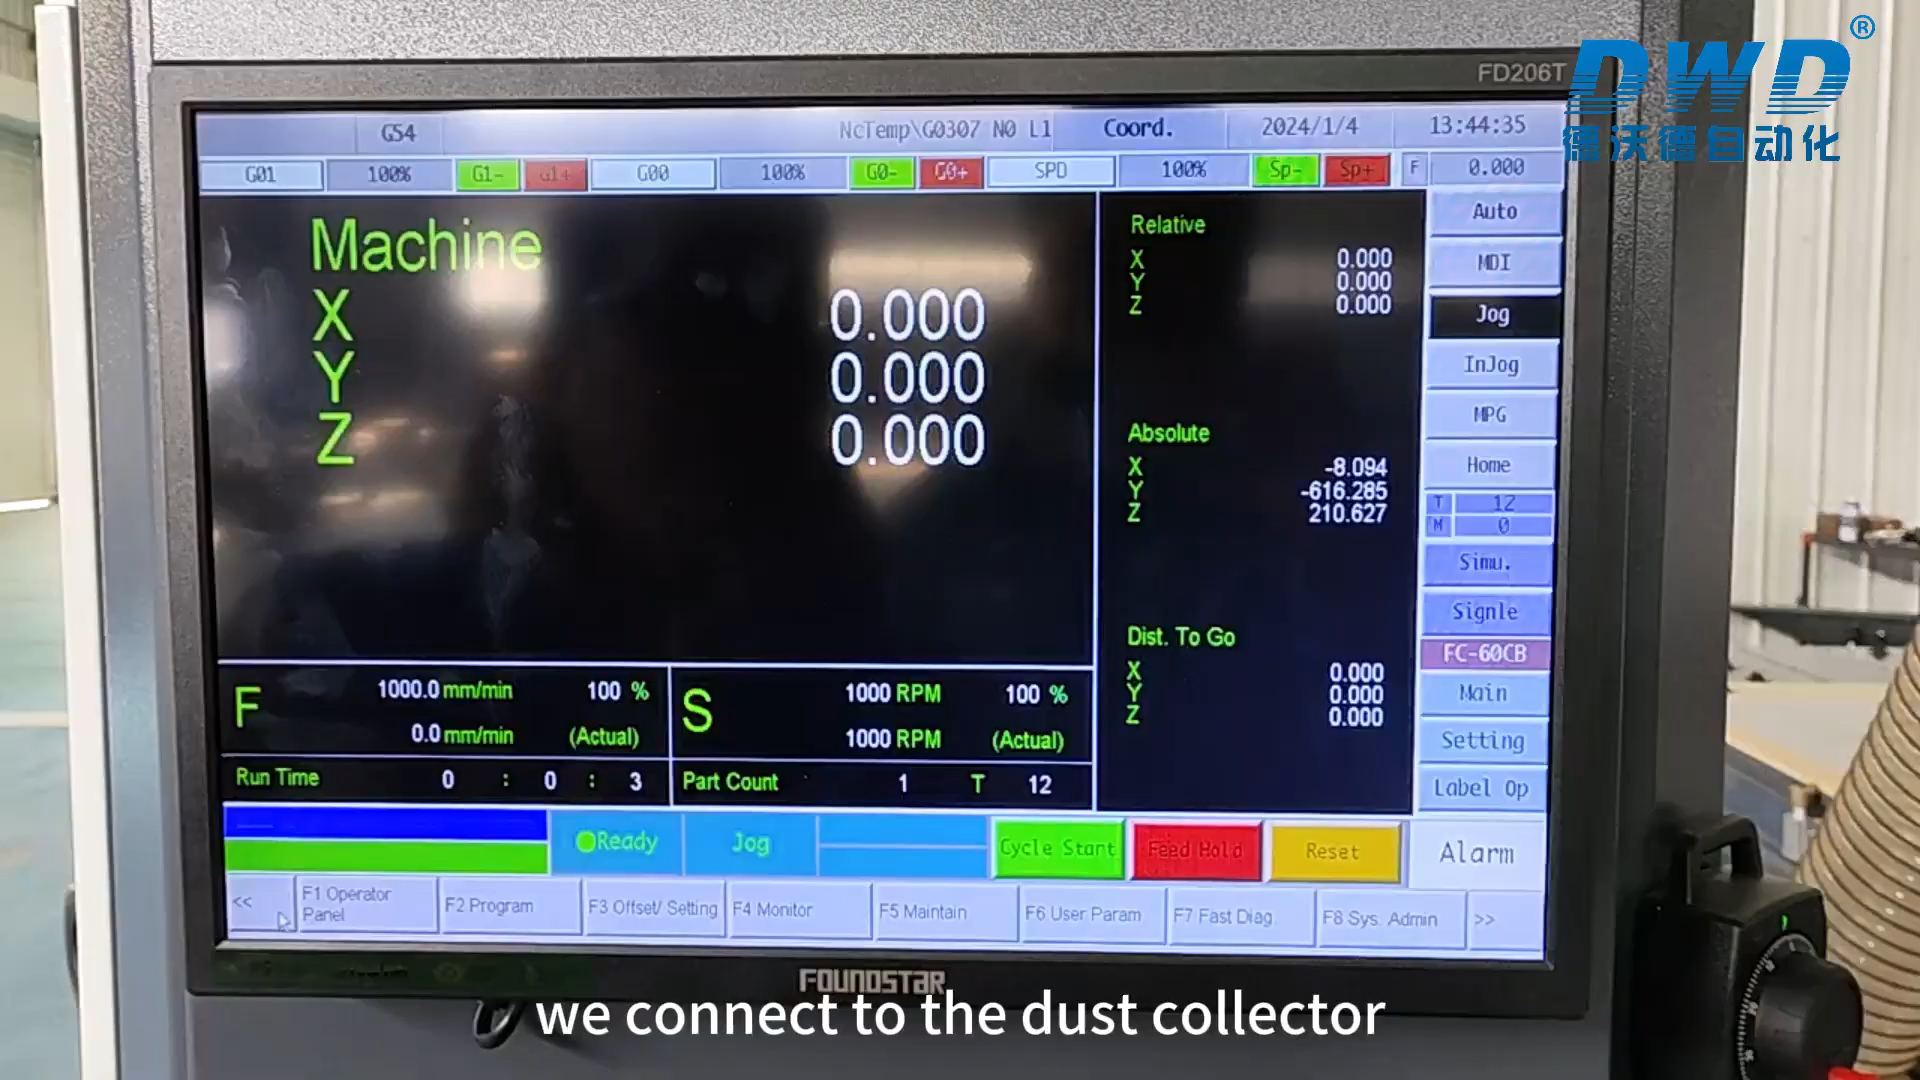 DWD®
德沃德自动化
FD206T
G54 NcTemp\G0307 N0 L1 Coord. 2024/1/4 13:44:35
G01 100% G1- G1+ G00 100% G0- G0+ SPD 100% Sp- Sp+ F 0.000
Machine
X 0.000
Y 0.000
Z 0.000
Relative
X 0.000
Y 0.000
Z 0.000
Absolute
X -8.094
Y -616.285
Z 210.627
Dist. To Go
X 0.000
Y 0.000
Z 0.000
Auto
MDI
Jog
InJog
MPG
Home
T 12
M 0
Simu.
Signle
FC-60CB
Main
Setting
Label Op
F 1000.0 mm/min 100 %
0.0 mm/min (Actual)
S 1000 RPM 100 %
1000 RPM (Actual)
Run Time 0 : 0 : 3
Part Count 1 T 12
Ready Jog Cycle Start Feed Hold Reset Alarm
<< F1 Operator Panel F2 Program F3 Offset/ Setting F4 Monitor F5 Maintain F6 User Param F7 Fast Diag F8 Sys. Admin >>
FOUNDSTAR
we connect to the dust collector